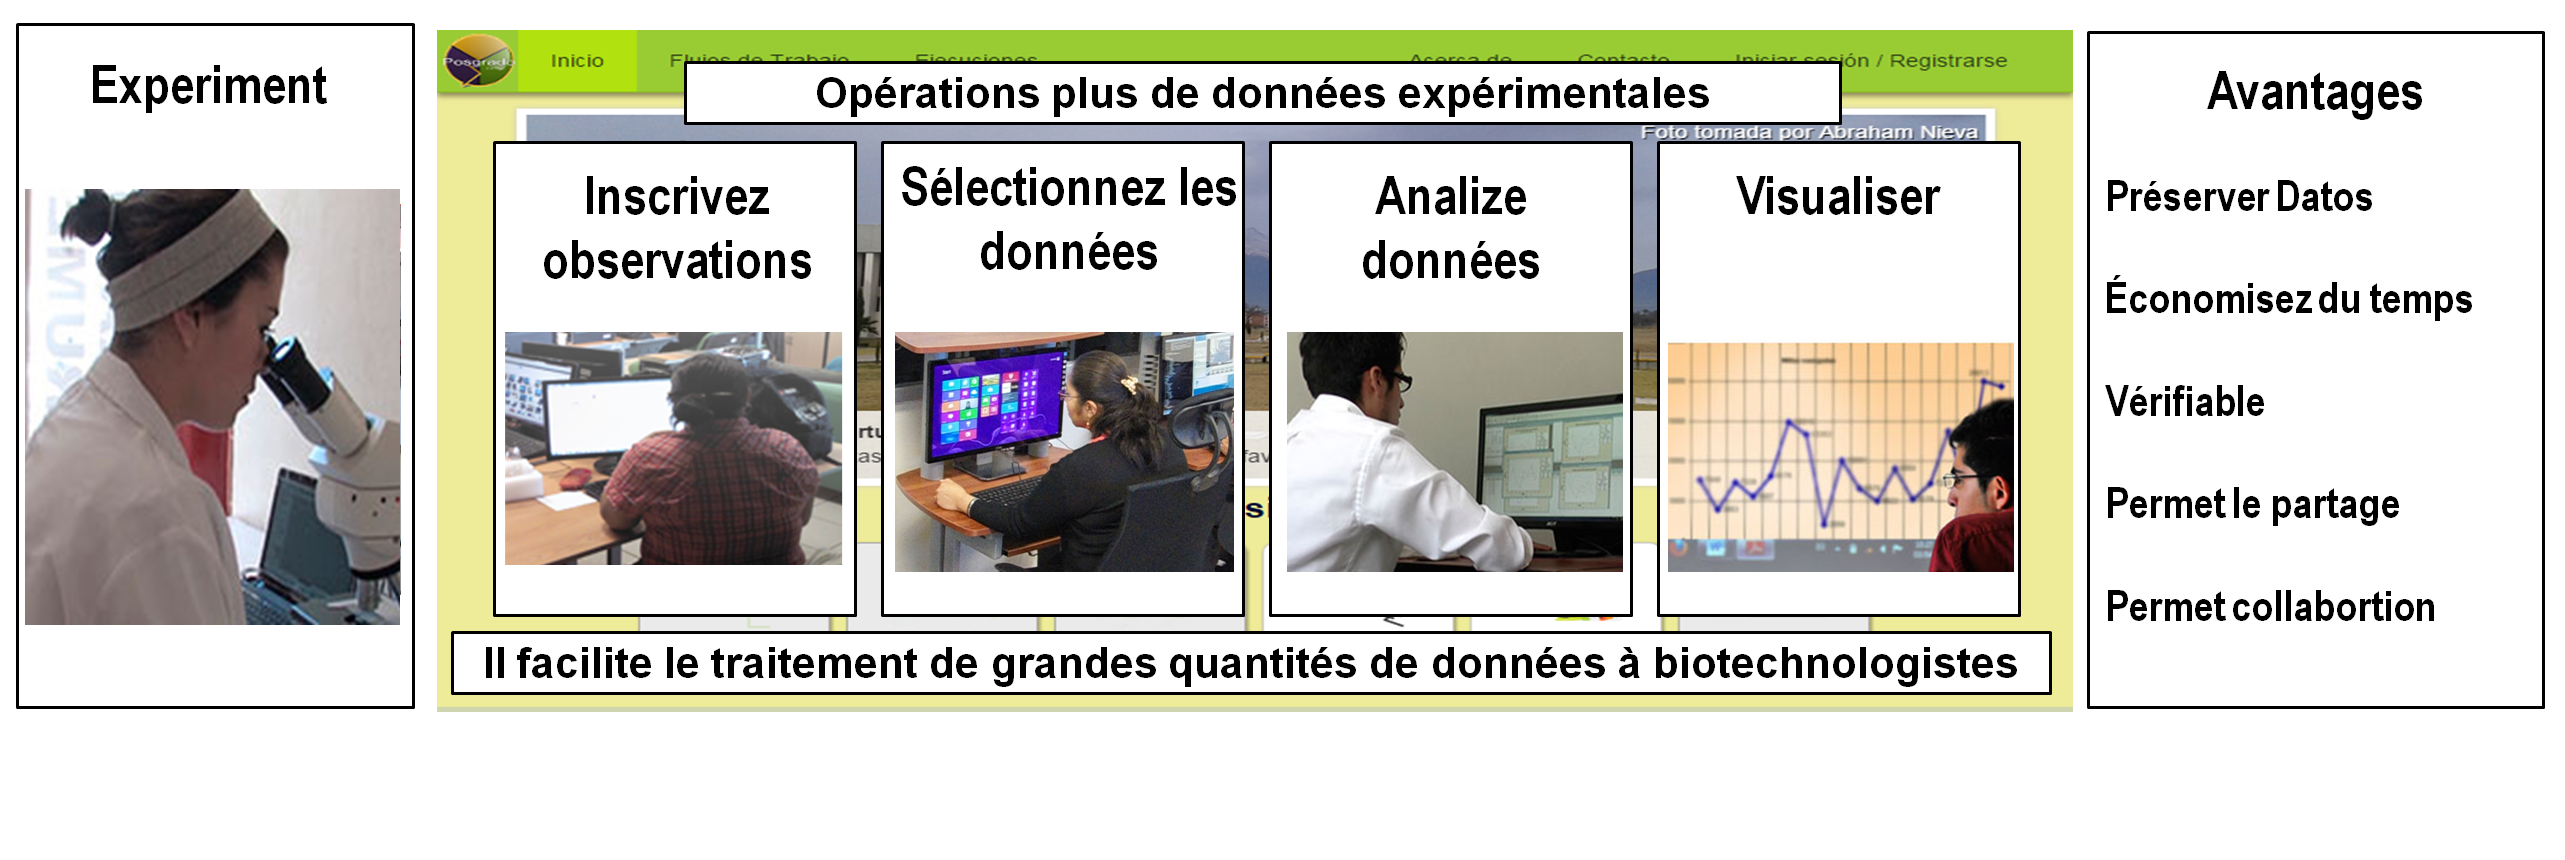 Experiment
Posgrado
Inicio
Flujos de Trabajo
Ejecuciones
Acerca de
Contacto
Iniciar sesión / Registrarse
Opérations plus de données expérimentales
Foto tomada por Abraham Nieva
Inscrivez
observations
Sélectionnez les
données
Analize
données
Visualiser
Il facilite le traitement de grandes quantités de données à biotechnologistes
Avantages
Préserver Datos
Économisez du temps
Vérifiable
Permet le partage
Permet collabortion